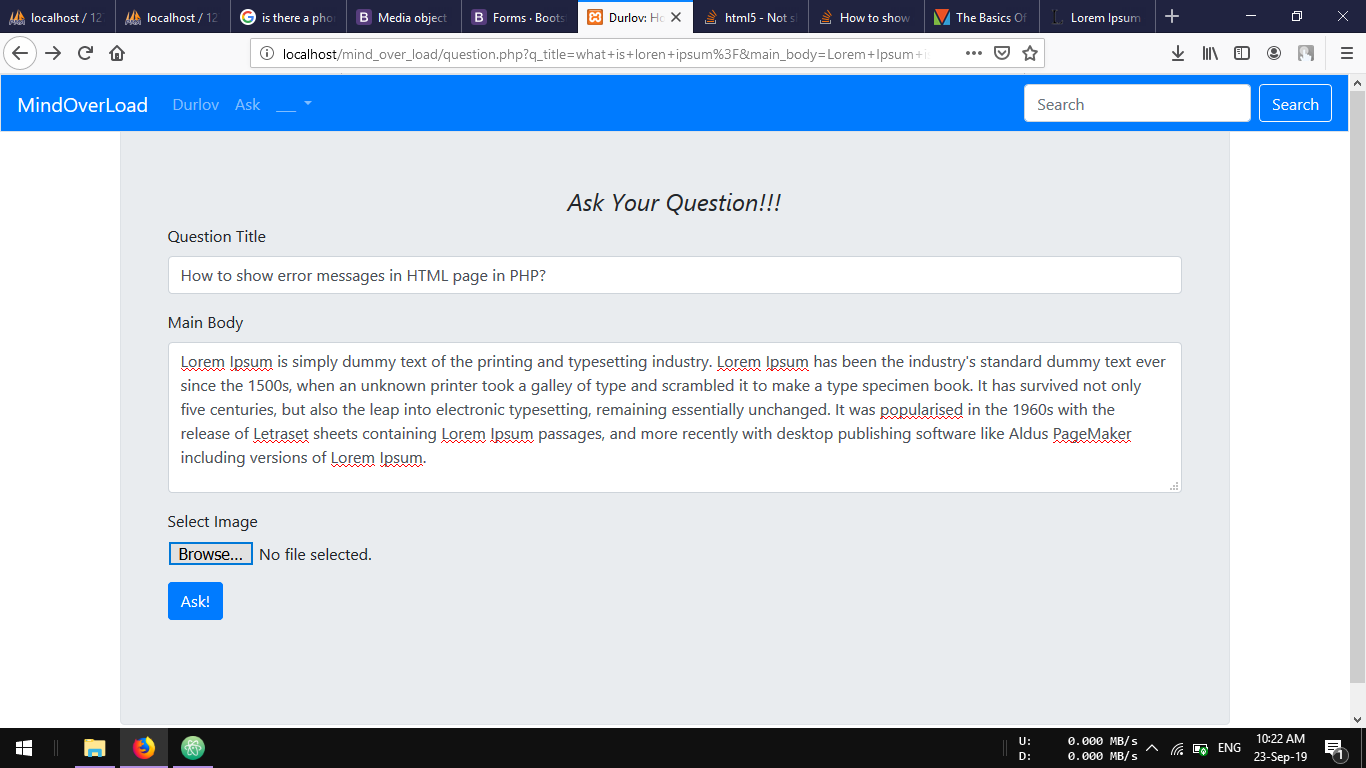 localhost / 12
localhost / 12
is there a pho
Media object
Forms · Boots
Durlov: Ho
html5 - Not s
How to show
The Basics Of
Lorem Ipsum
localhost/mind_over_load/question.php?q_title=what+is+loren+ipsum%3F&main_body=Lorem+Ipsum+i
MindOverLoad Durlov Ask ___ Search Search
Ask Your Question!!!
Question Title
How to show error messages in HTML page in PHP?
Main Body
Lorem Ipsum is simply dummy text of the printing and typesetting industry. Lorem Ipsum has been the industry's standard dummy text ever
since the 1500s, when an unknown printer took a galley of type and scrambled it to make a type specimen book. It has survived not only
five centuries, but also the leap into electronic typesetting, remaining essentially unchanged. It was popularised in the 1960s with the
release of Letraset sheets containing Lorem Ipsum passages, and more recently with desktop publishing software like Aldus PageMaker
including versions of Lorem Ipsum.
Select Image
Browse... No file selected.
Ask!
U: 0.000 MB/s
D: 0.000 MB/s
ENG
10:22 AM
23-Sep-19
1